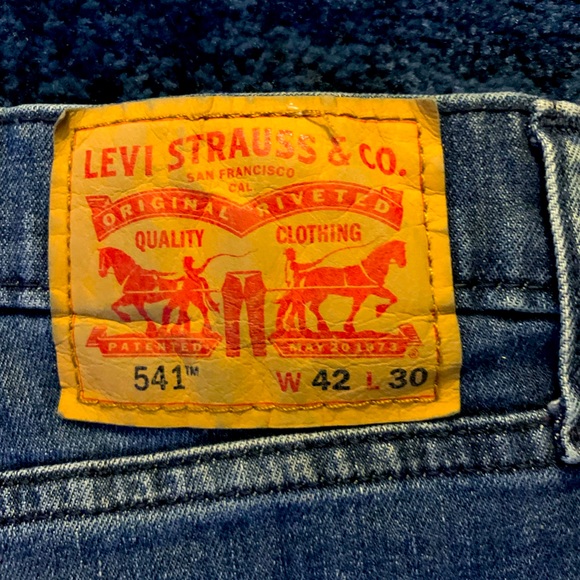 LEVI STRAUSS & CO.
SAN FRANCISCO
CAL
ORIGINAL RIVETED
QUALITY CLOTHING
PATENTED MAY 20 1873
541™ W 42 L 30